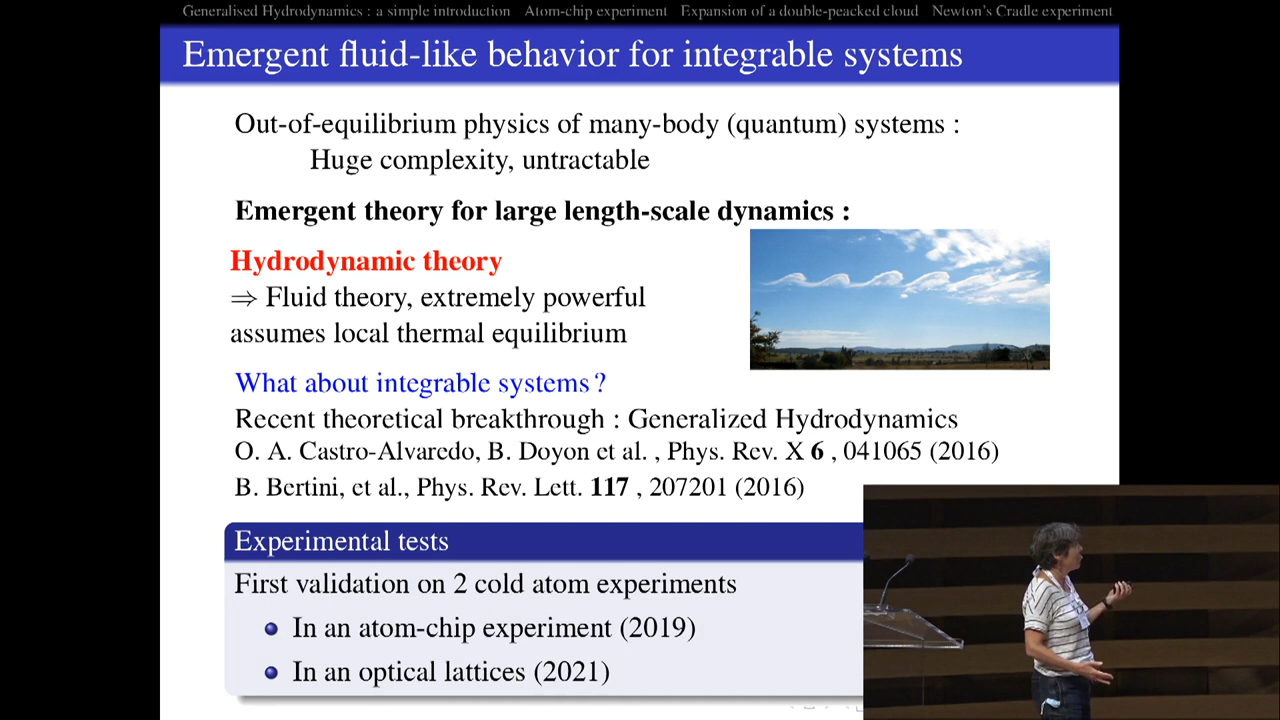 Generalised Hydrodynamics : a simple introduction Atom-chip experiment Expansion of a double-peacked cloud Newton's Cradle experiment
Emergent fluid-like behavior for integrable systems
Out-of-equilibrium physics of many-body (quantum) systems :
Huge complexity, untractable
Emergent theory for large length-scale dynamics :
Hydrodynamic theory
⇒ Fluid theory, extremely powerful
assumes local thermal equilibrium
What about integrable systems ?
Recent theoretical breakthrough : Generalized Hydrodynamics
O. A. Castro-Alvaredo, B. Doyon et al. , Phys. Rev. X 6 , 041065 (2016)
B. Bertini, et al., Phys. Rev. Lett. 117 , 207201 (2016)
Experimental tests
First validation on 2 cold atom experiments
In an atom-chip experiment (2019)
In an optical lattices (2021)